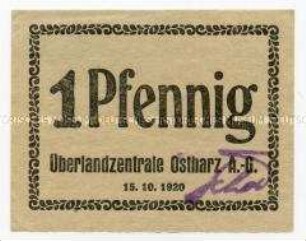 1 Pfennig
Überlandzentrale Ostharz A.-G.
15. 10. 1920